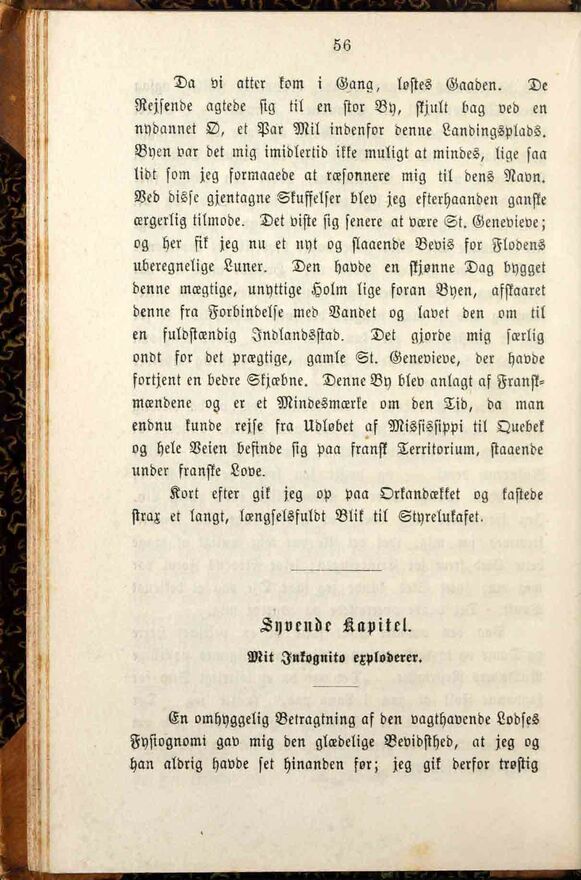 56
Da vi atter kom i Gang, løstes Gaaden. De
Rejsende agtede sig til en stor By, skjult bag ved en
nydannet Ø, et Par Mil indenfor denne Landingsplads.
Byen var det mig imidlertid ikke muligt at mindes, lige saa
lidt som jeg formaaede at ræsonnere mig til dens Navn.
Ved disse gjentagne Skuffelser blev jeg efterhaanden ganske
ærgerlig tilmode. Det viste sig senere at være St. Genevieve;
og her fik jeg nu et nyt og slaaende Bevis for Flodens
uberegnelige Luner. Den havde en skjønne Dag bygget
denne mægtige, unyttige Holm lige foran Byen, afskaaret
denne fra Forbindelse med Vandet og lavet den om til
en fuldstændig Indlandsstad. Det gjorde mig særlig
ondt for det prægtige, gamle St. Genevieve, der havde
fortjent en bedre Skjæbne. Denne By blev anlagt af Fransk-
mændene og er et Mindesmærke om den Tid, da man
endnu kunde rejse fra Udløbet af Missisippi til Quebek
og hele Veien befinde sig paa fransk Territorium, staaende
under franske Love.
Kort efter gik jeg op paa Orkandækket og kastede
strax et langt, længselsfuldt Blik til Styrelukafet.
Syvende Kapitel.
Mit Inkognito exploderer.
En omhyggelig Betragtning af den vagthavende Lodses
Fysiognomi gav mig den glædelige Bevidsthed, at jeg og
han aldrig havde set hinanden før; jeg gik derfor trøstig